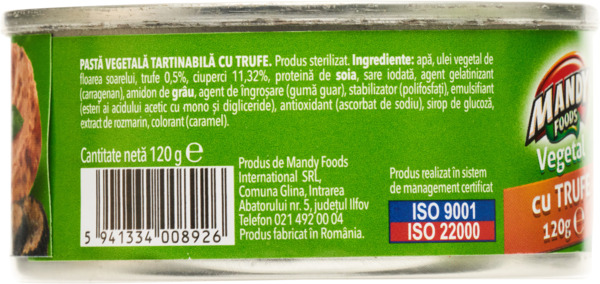 PASTĂ VEGETALĂ TARTINABILĂ CU TRUFE. Produs sterilizat. Ingrediente: apă, ulei vegetal de
floarea soarelui, trufe 0,5%, ciuperci 11,32%, proteină de soia, sare iodată, agent gelatinizant
(carragenan), amidon de grâu, agent de îngroșare (gumă guar), stabilizator (polifosfați), emulsifiant
(esteri ai acidului acetic cu mono și digliceride), antioxidant (ascorbat de sodiu), sirop de glucoză,
extract de rozmarin, colorant (caramel).
Cantitate netă 120 g e
5 941334 008926
Produs de Mandy Foods
International SRL,
Comuna Glina, Intrarea
Abatorului nr. 5, județul Ilfov
Telefon 021 492 00 04
Produs fabricat în România.
Produs realizat în sistem
de management certificat
ISO 9001
ISO 22000
MANDY
FOODS
Vegetal
cu TRUFE
120g e